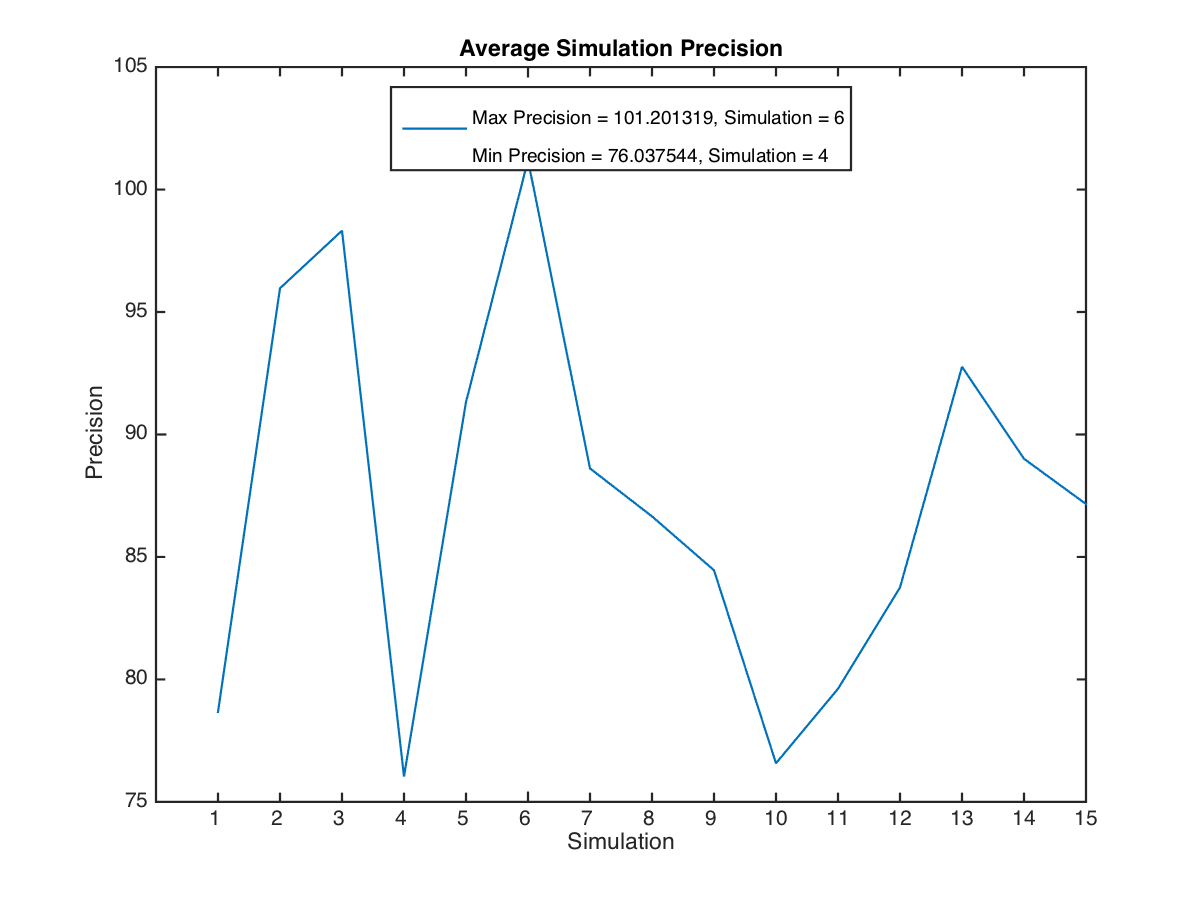 Average Simulation Precision
105
Max Precision = 101.201319, Simulation = 6
Min Precision = 76.037544, Simulation = 4
100
95
90
Precision
85
80
75
1 2 3 4 5 6 7 8 9 10 11 12 13 14 15
Simulation